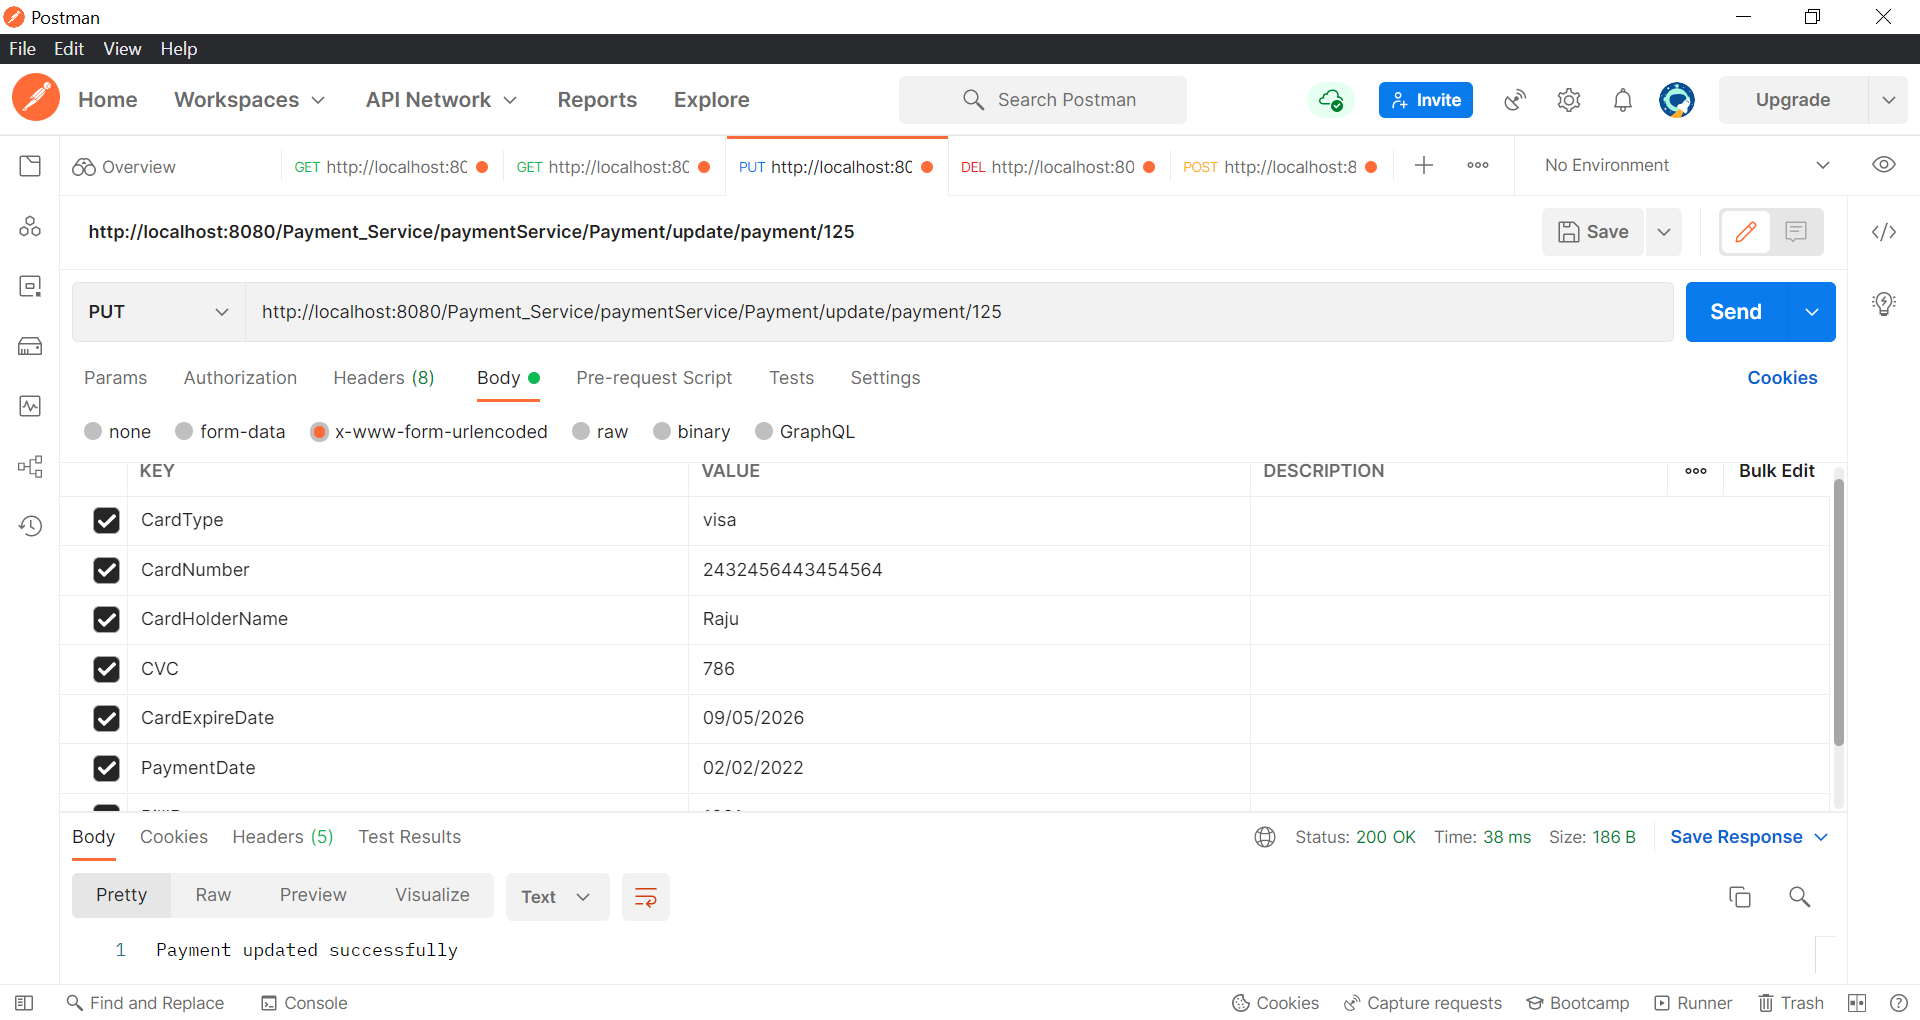 Postman
File Edit View Help
Home Workspaces API Network Reports Explore Search Postman Invite Upgrade
Overview GET http://localhost:80 GET http://localhost:80 PUT http://localhost:80 DEL http://localhost:80 POST http://localhost:8 No Environment
http://localhost:8080/Payment_Service/paymentService/Payment/update/payment/125 Save
PUT http://localhost:8080/Payment_Service/paymentService/Payment/update/payment/125 Send
Params Authorization Headers (8) Body Pre-request Script Tests Settings Cookies
none form-data x-www-form-urlencoded raw binary GraphQL
KEY VALUE DESCRIPTION Bulk Edit
CardType visa
CardNumber 2432456443454564
CardHolderName Raju
CVC 786
CardExpireDate 09/05/2026
PaymentDate 02/02/2022
Body Cookies Headers (5) Test Results Status: 200 OK Time: 38 ms Size: 186 B Save Response
Pretty Raw Preview Visualize Text
1 Payment updated successfully
Find and Replace Console Cookies Capture requests Bootcamp Runner Trash